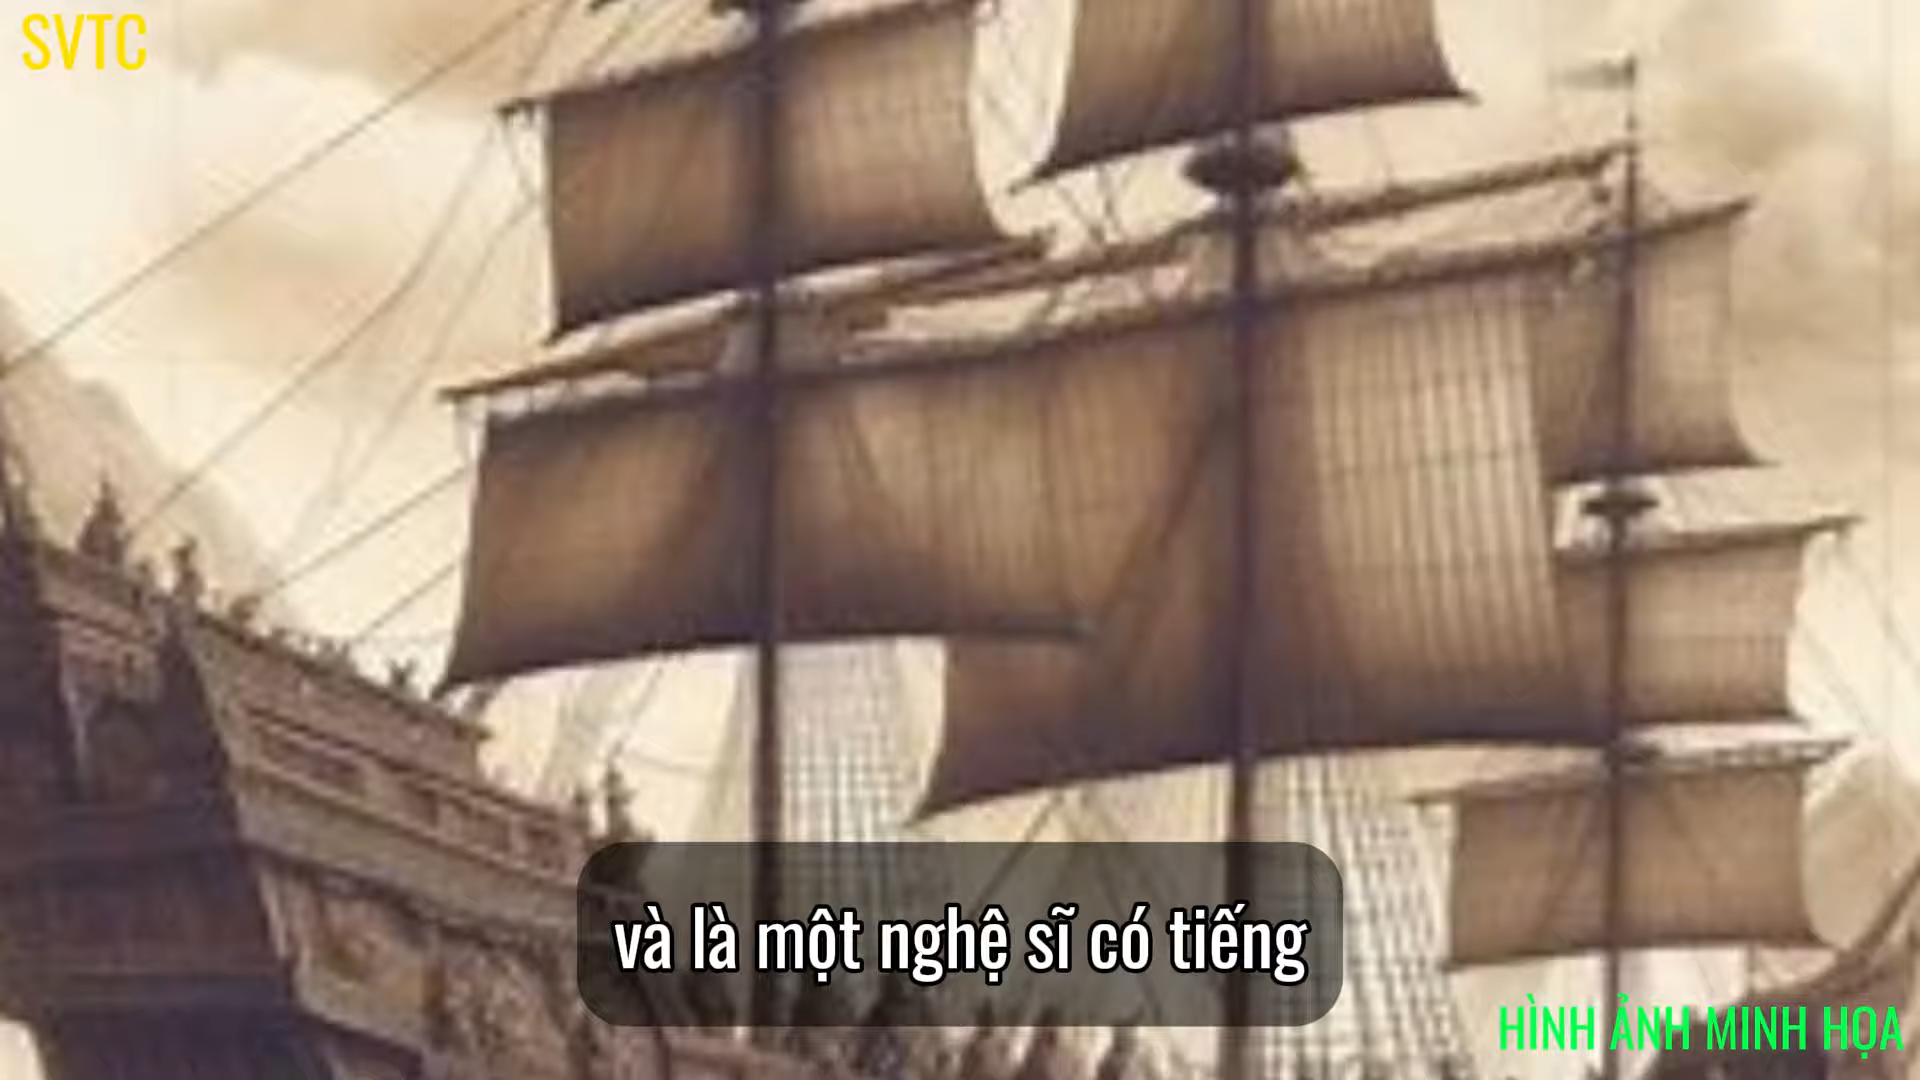 SVTC
và là một nghệ sĩ có tiếng
HÌNH ẢNH MINH HỌA